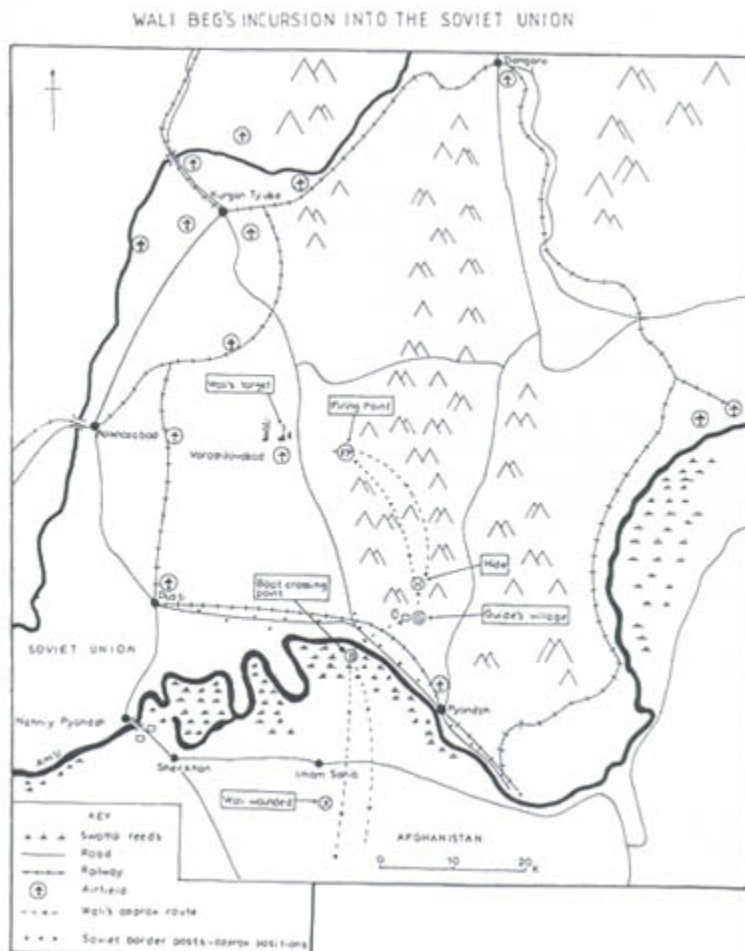 WALI BEG'S INCURSION INTO THE SOVIET UNION
Dangara
Kurgan Tyube
Wali's target
Firing Point
FP
Voroshilovabad
Hide
H
Boat crossing
point
Guide's village
G
Dusti
B
SOVIET UNION
Pyandzh
Nizhniy Pyandzh
Amu
Sherkhan
Imam Sahib
Wali wounded
X
AFGHANISTAN
0 10 20
K
KEY
Swamp reeds
Road
Railway
Airfield
Wali's approx route
Soviet border posts-approx positions